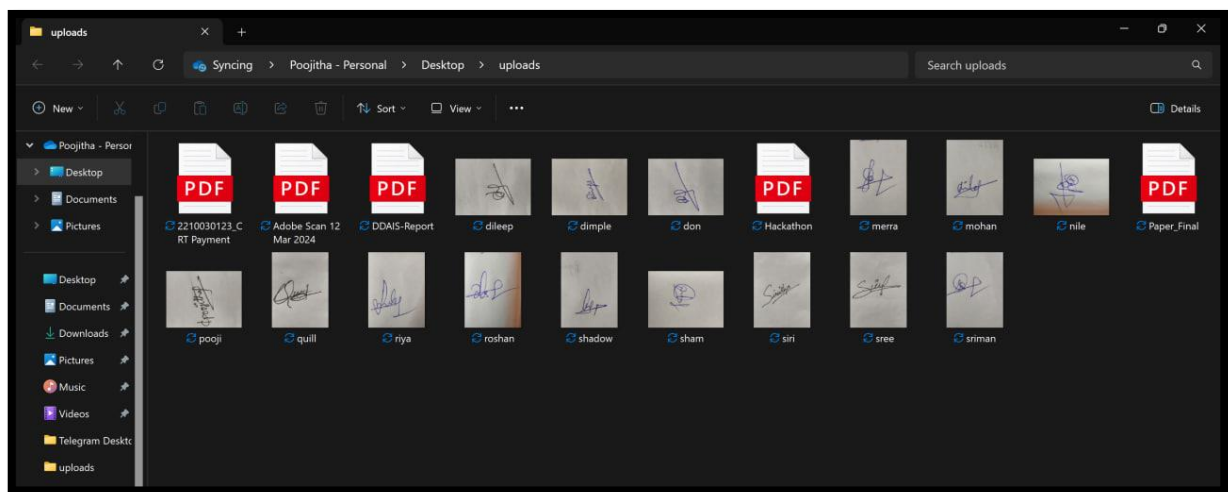 uploads
Syncing > Poojitha - Personal > Desktop > uploads
Search uploads
New
Sort
View
Details
Poojitha - Persor
Desktop
Documents
Pictures
Desktop
Documents
Downloads
Pictures
Music
Videos
Telegram Deskto
uploads
PDF PDF PDF PDF PDF
2210030123_C Adobe Scan 12 DDAIS-Report dileep dimple don Hackathon merra mohan nile Paper_Final
RT Payment Mar 2024
pooji quill riya roshan shadow sham siri sree sriman